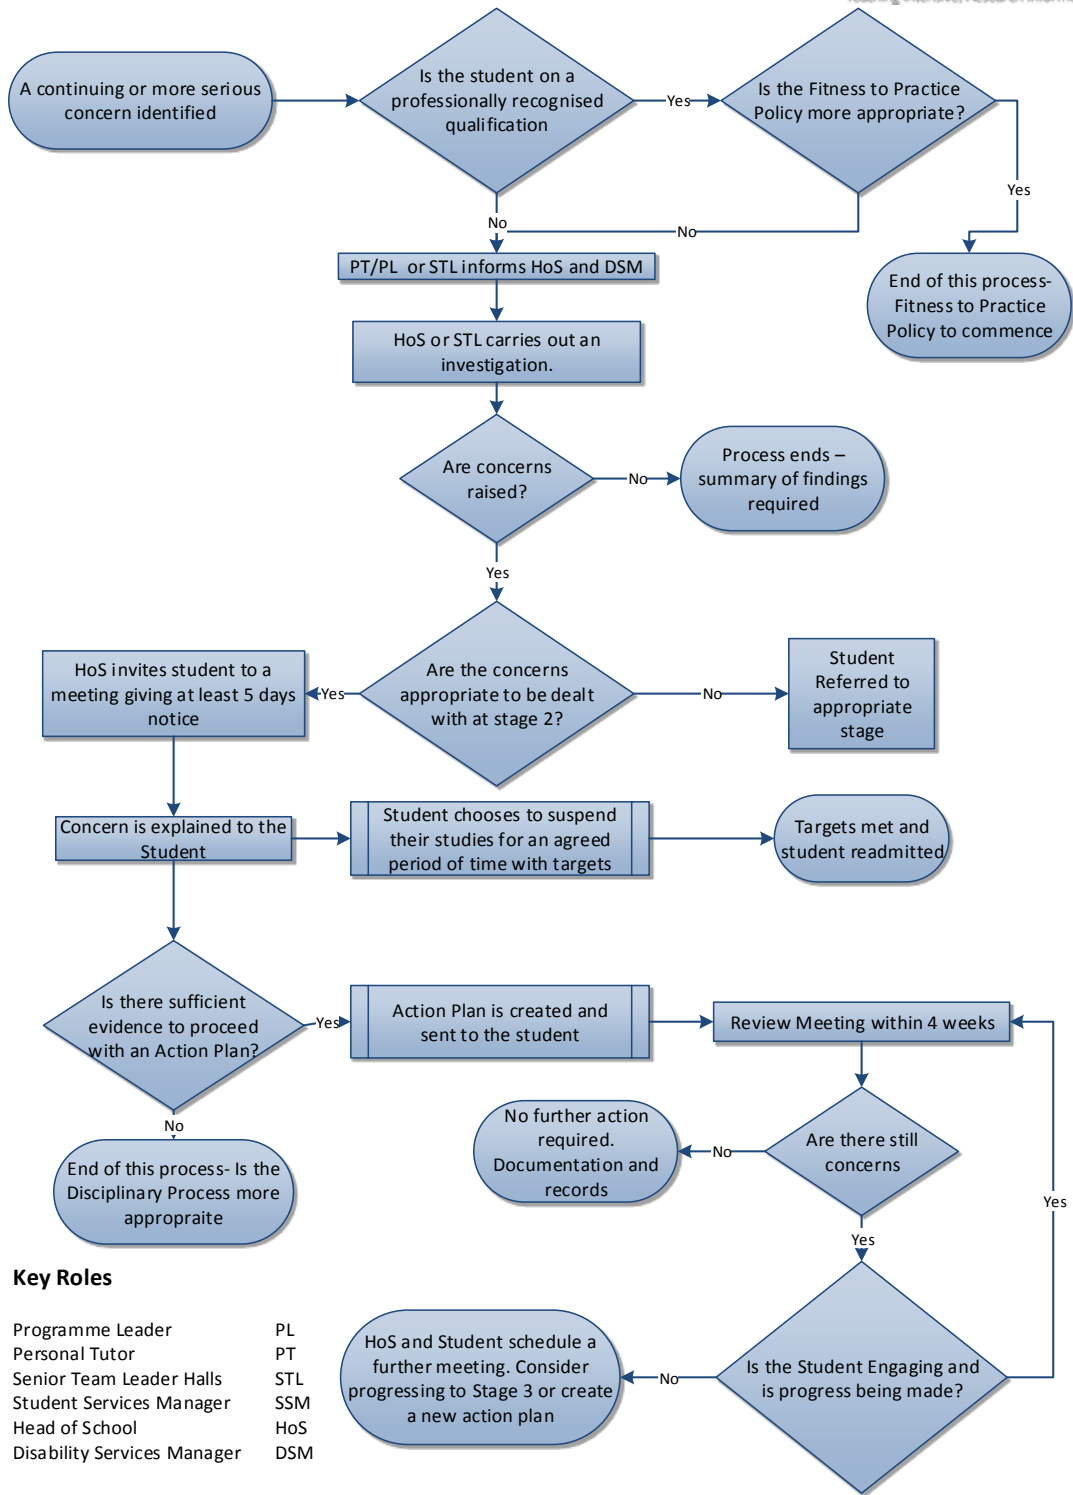 A continuing or more serious
concern identified
Is the student on a
professionally recognised
qualification
Yes
Is the Fitness to Practice
Policy more appropriate?
Yes
No
No
End of this process-
Fitness to Practice
Policy to commence
PT/PL or STL informs HoS and DSM
HoS or STL carries out an
investigation.
Are concerns
raised?
No
Process ends –
summary of findings
required
Yes
Are the concerns
appropriate to be dealt
with at stage 2?
Yes
HoS invites student to a
meeting giving at least 5 days
notice
No
Student
Referred to
appropriate
stage
Concern is explained to the
Student
Student chooses to suspend
their studies for an agreed
period of time with targets
Targets met and
student readmitted
Is there sufficient
evidence to proceed
with an Action Plan?
Yes
Action Plan is created and
sent to the student
Review Meeting within 4 weeks
No
End of this process- Is the
Disciplinary Process more
appropraite
Are there still
concerns
No
No further action
required.
Documentation and
records
Yes
Is the Student Engaging and
is progress being made?
Yes
No
HoS and Student schedule a
further meeting. Consider
progressing to Stage 3 or create
a new action plan
Key Roles
Programme Leader PL
Personal Tutor PT
Senior Team Leader Halls STL
Student Services Manager SSM
Head of School HoS
Disability Services Manager DSM